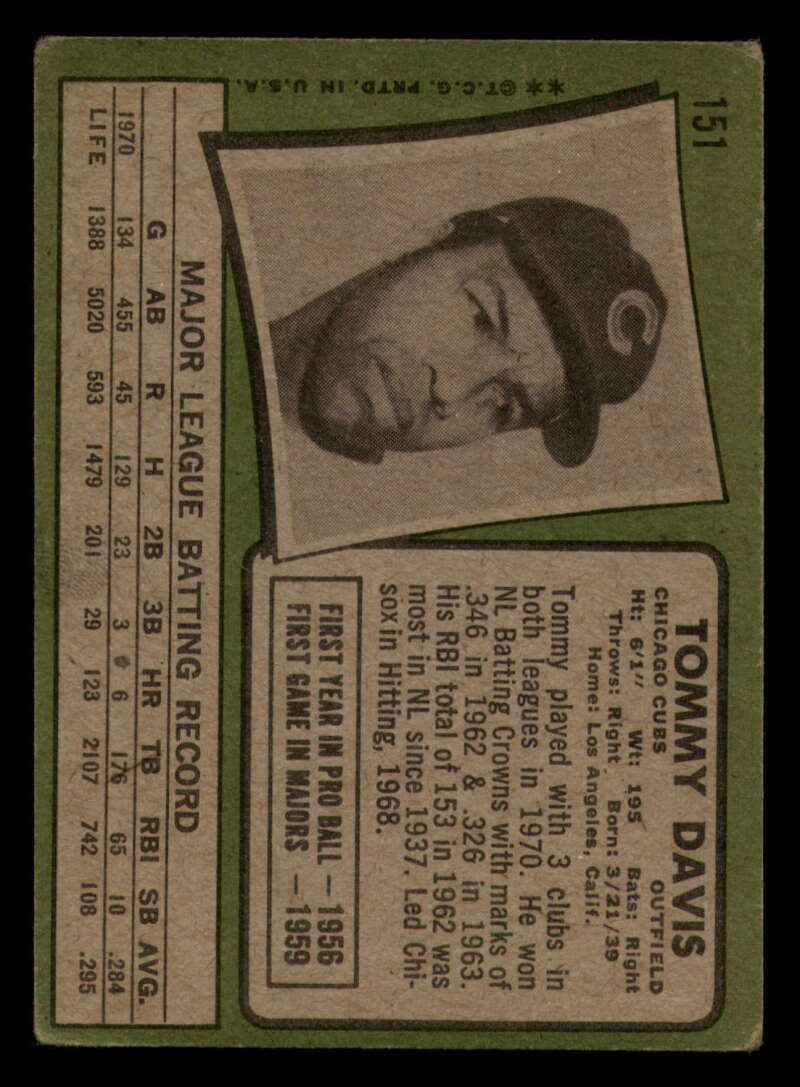 151
**©T.C.G. PRTD. IN U.S.A.
C
TOMMY DAVIS
CHICAGO CUBS OUTFIELD
Ht: 6/1" Wt: 195 Bats: Right
Throws: Right Born: 3/21/39
Home: Los Angeles, Calif.
Tommy played with 3 clubs in
both leagues in 1970. He won
NL Batting Crowns with marks of
.346 in 1962 & .326 in 1963.
His RBI total of 153 in 1962 was
most in NL since 1937. Led Chi-
sox in Hitting, 1968.
FIRST YEAR IN PRO BALL — 1956
FIRST GAME IN MAJORS — 1959
MAJOR LEAGUE BATTING RECORD
G AB R H 2B 3B HR TB RBI SB AVG.
1970 134 455 45 129 23 3 6 176 65 10 .284
LIFE 1388 5020 593 1479 201 29 123 2107 742 108 .295